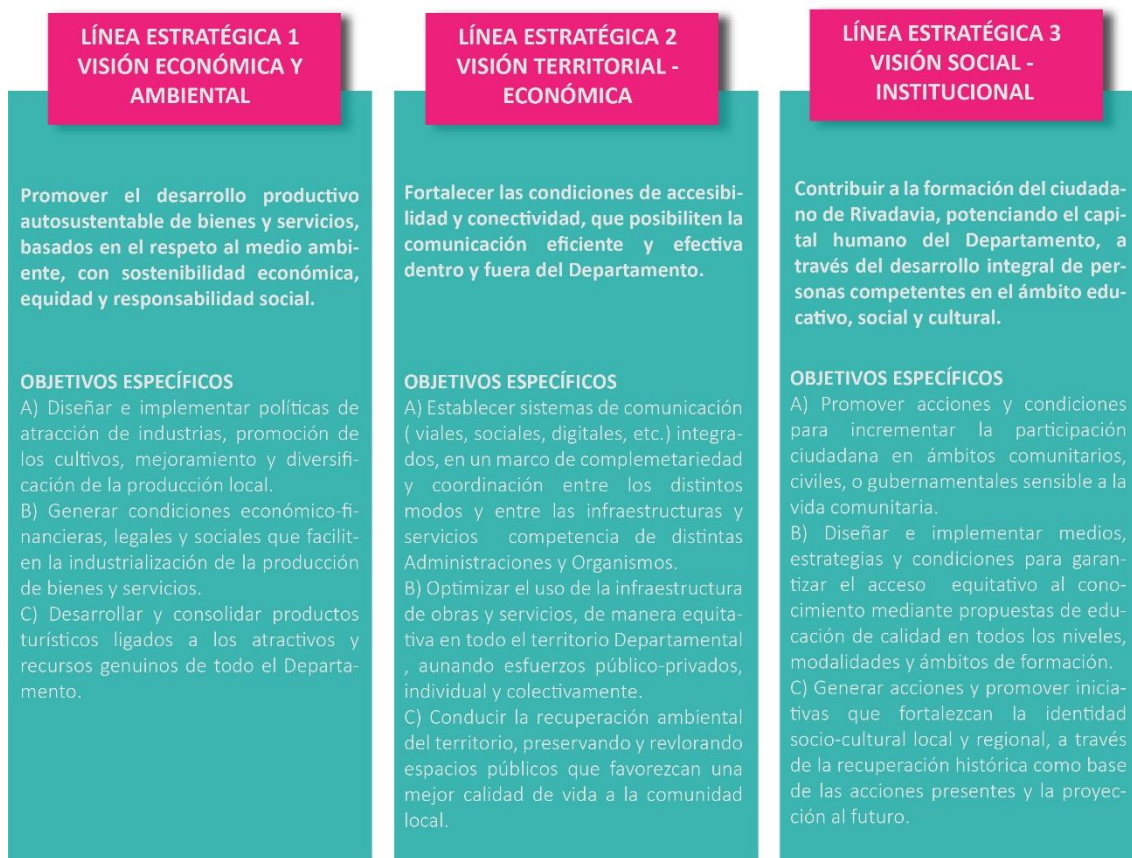 LÍNEA ESTRATÉGICA 1
VISIÓN ECONÓMICA Y
AMBIENTAL
Promover el desarrollo productivo
autosustentable de bienes y servicios,
basados en el respeto al medio ambi-
ente, con sostenibilidad económica,
equidad y responsabilidad social.
OBJETIVOS ESPECÍFICOS
A) Diseñar e implementar políticas de
atracción de industrias, promoción de
los cultivos, mejoramiento y diversifi-
cación de la producción local.
B) Generar condiciones económico-fi-
nancieras, legales y sociales que facilit-
en la industrialización de la producción
de bienes y servicios.
C) Desarrollar y consolidar productos
turísticos ligados a los atractivos y
recursos genuinos de todo el Departa-
mento.
LÍNEA ESTRATÉGICA 2
VISIÓN TERRITORIAL -
ECONÓMICA
Fortalecer las condiciones de accesibi-
lidad y conectividad, que posibiliten la
comunicación eficiente y efectiva
dentro y fuera del Departamento.
OBJETIVOS ESPECÍFICOS
A) Establecer sistemas de comunicación
( viales, sociales, digitales, etc.) integra-
dos, en un marco de complemetariedad
y coordinación entre los distintos
modos y entre las infraestructuras y
servicios competencia de distintas
Administraciones y Organismos.
B) Optimizar el uso de la infraestructura
de obras y servicios, de manera equita-
tiva en todo el territorio Departamental
, aunando esfuerzos público-privados,
individual y colectivamente.
C) Conducir la recuperación ambiental
del territorio, preservando y revlorando
espacios públicos que favorezcan una
mejor calidad de vida a la comunidad
local.
LÍNEA ESTRATÉGICA 3
VISIÓN SOCIAL -
INSTITUCIONAL
Contribuir a la formación del ciudada-
no de Rivadavia, potenciando el capi-
tal humano del Departamento, a
través del desarrollo integral de per-
sonas competentes en el ámbito edu-
cativo, social y cultural.
OBJETIVOS ESPECÍFICOS
A) Promover acciones y condiciones
para incrementar la participación
ciudadana en ámbitos comunitarios,
civiles, o gubernamentales sensible a la
vida comunitaria.
B) Diseñar e implementar medios,
estrategias y condiciones para garan-
tizar el acceso equitativo al cono-
cimiento mediante propuestas de edu-
cación de calidad en todos los niveles,
modalidades y ámbitos de formación.
C) Generar acciones y promover inicia-
tivas que fortalezcan la identidad
socio-cultural local y regional, a través
de la recuperación histórica como base
de las acciones presentes y la proyec-
ción al futuro.